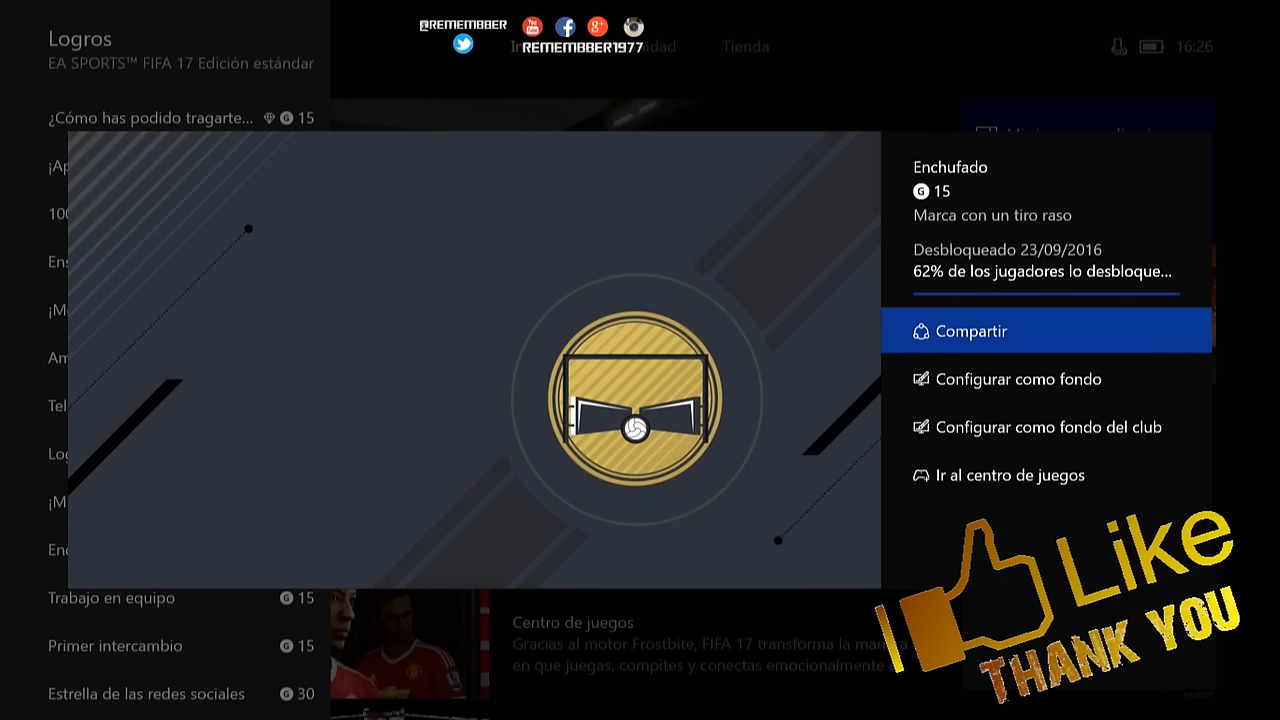 Logros
EA SPORTS™ FIFA 17 Edición estándar
@REMEMBBER
REMEMBBER1977
Tienda
16:26
¿Cómo has podido tragarte... G 15
Trabajo en equipo G 15
Primer intercambio G 15
Estrella de las redes sociales G 30
Enchufado
G 15
Marca con un tiro raso
Desbloqueado 23/09/2016
62% de los jugadores lo desbloque...
Compartir
Configurar como fondo
Configurar como fondo del club
Ir al centro de juegos
Centro de juegos
Gracias al motor Frostbite, FIFA 17 transforma la
en que juegas, compites y conectas emocionalmente
Like
THANK YOU